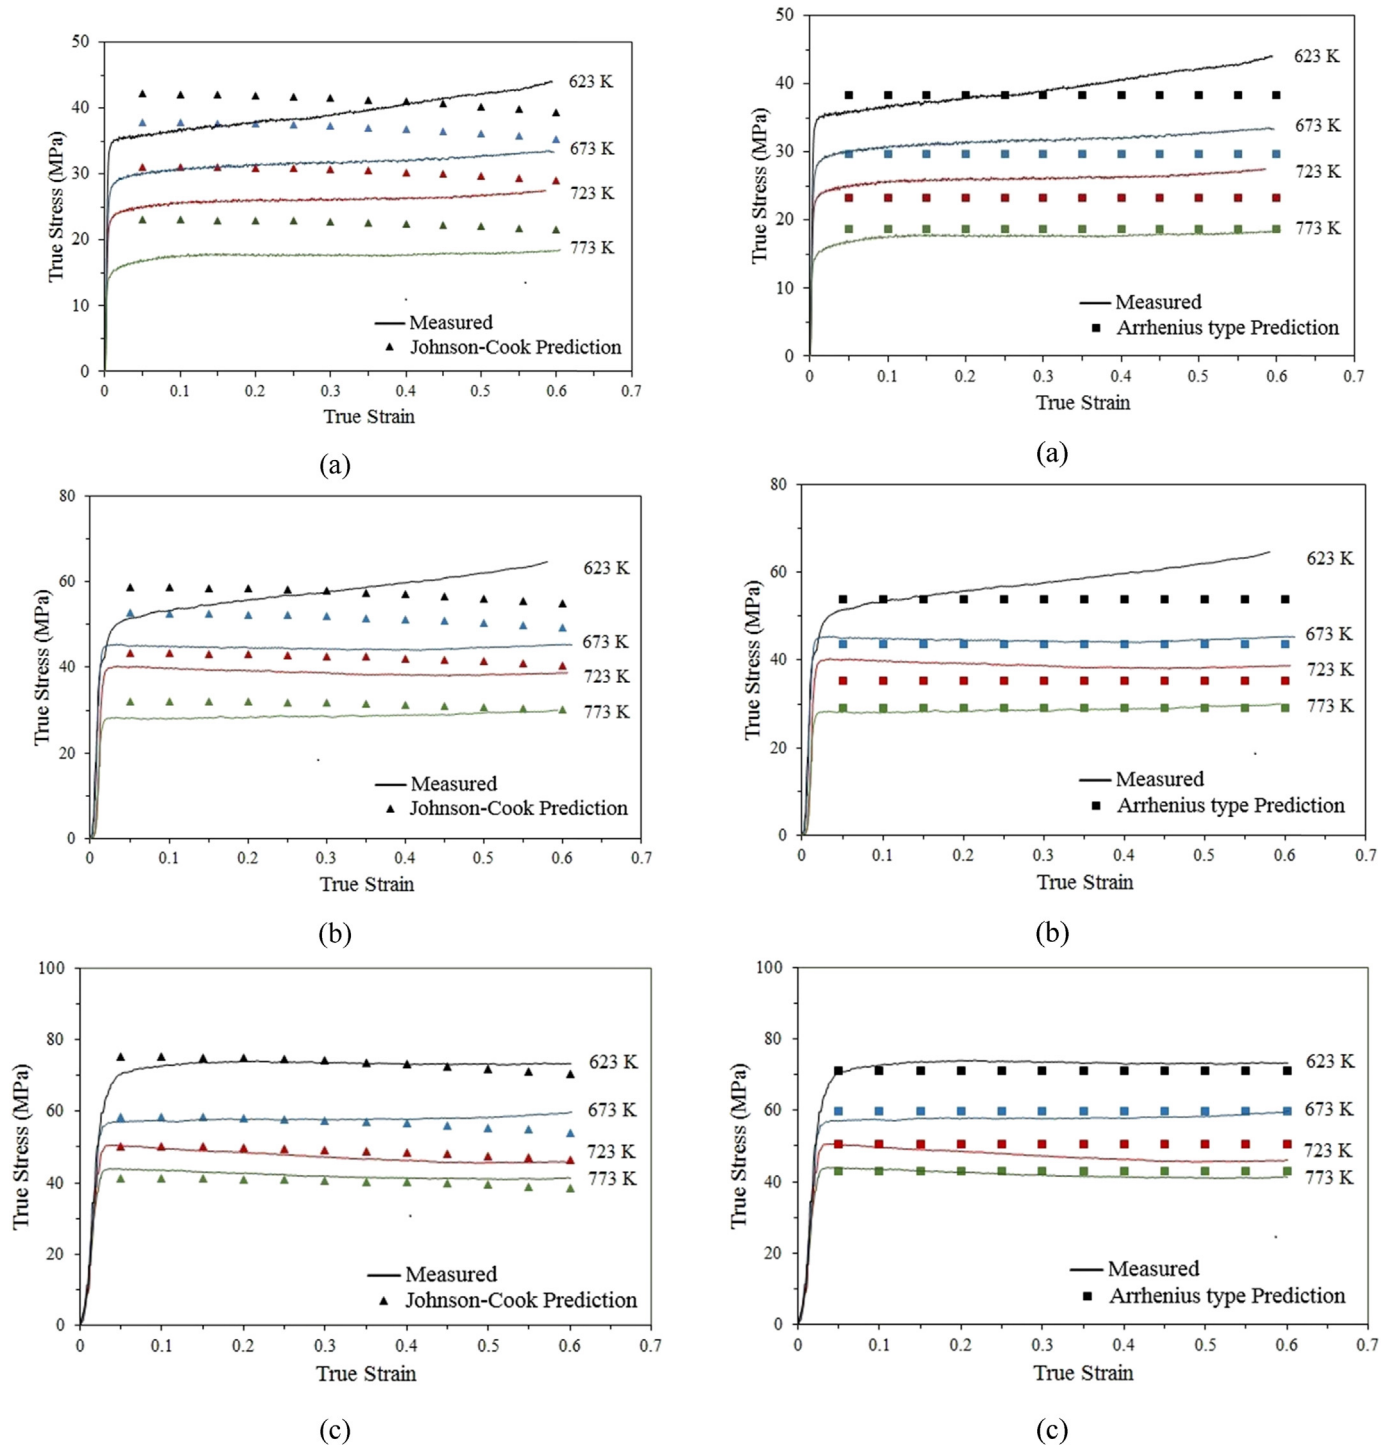 50
40
30
20
10
0
True Stress (MPa)
623 K
673 K
723 K
773 K
Measured
Johnson-Cook Prediction
0 0.1 0.2 0.3 0.4 0.5 0.6 0.7
True Strain
(a)
50
40
30
20
10
0
True Stress (MPa)
623 K
673 K
723 K
773 K
Measured
Arrhenius type Prediction
0 0.1 0.2 0.3 0.4 0.5 0.6 0.7
True Strain
(a)
80
60
40
20
0
True Stress (MPa)
623 K
673 K
723 K
773 K
Measured
Johnson-Cook Prediction
0 0.1 0.2 0.3 0.4 0.5 0.6 0.7
True Strain
(b)
80
60
40
20
0
True Stress (MPa)
623 K
673 K
723 K
773 K
Measured
Arrhenius type Prediction
0 0.1 0.2 0.3 0.4 0.5 0.6 0.7
True Strain
(b)
100
80
60
40
20
0
True Stress (MPa)
623 K
673 K
723 K
773 K
Measured
Johnson-Cook Prediction
0 0.1 0.2 0.3 0.4 0.5 0.6 0.7
True Strain
(c)
100
80
60
40
20
0
True Stress (MPa)
623 K
673 K
723 K
773 K
Measured
Arrhenius type Prediction
0 0.1 0.2 0.3 0.4 0.5 0.6 0.7
True Strain
(c)